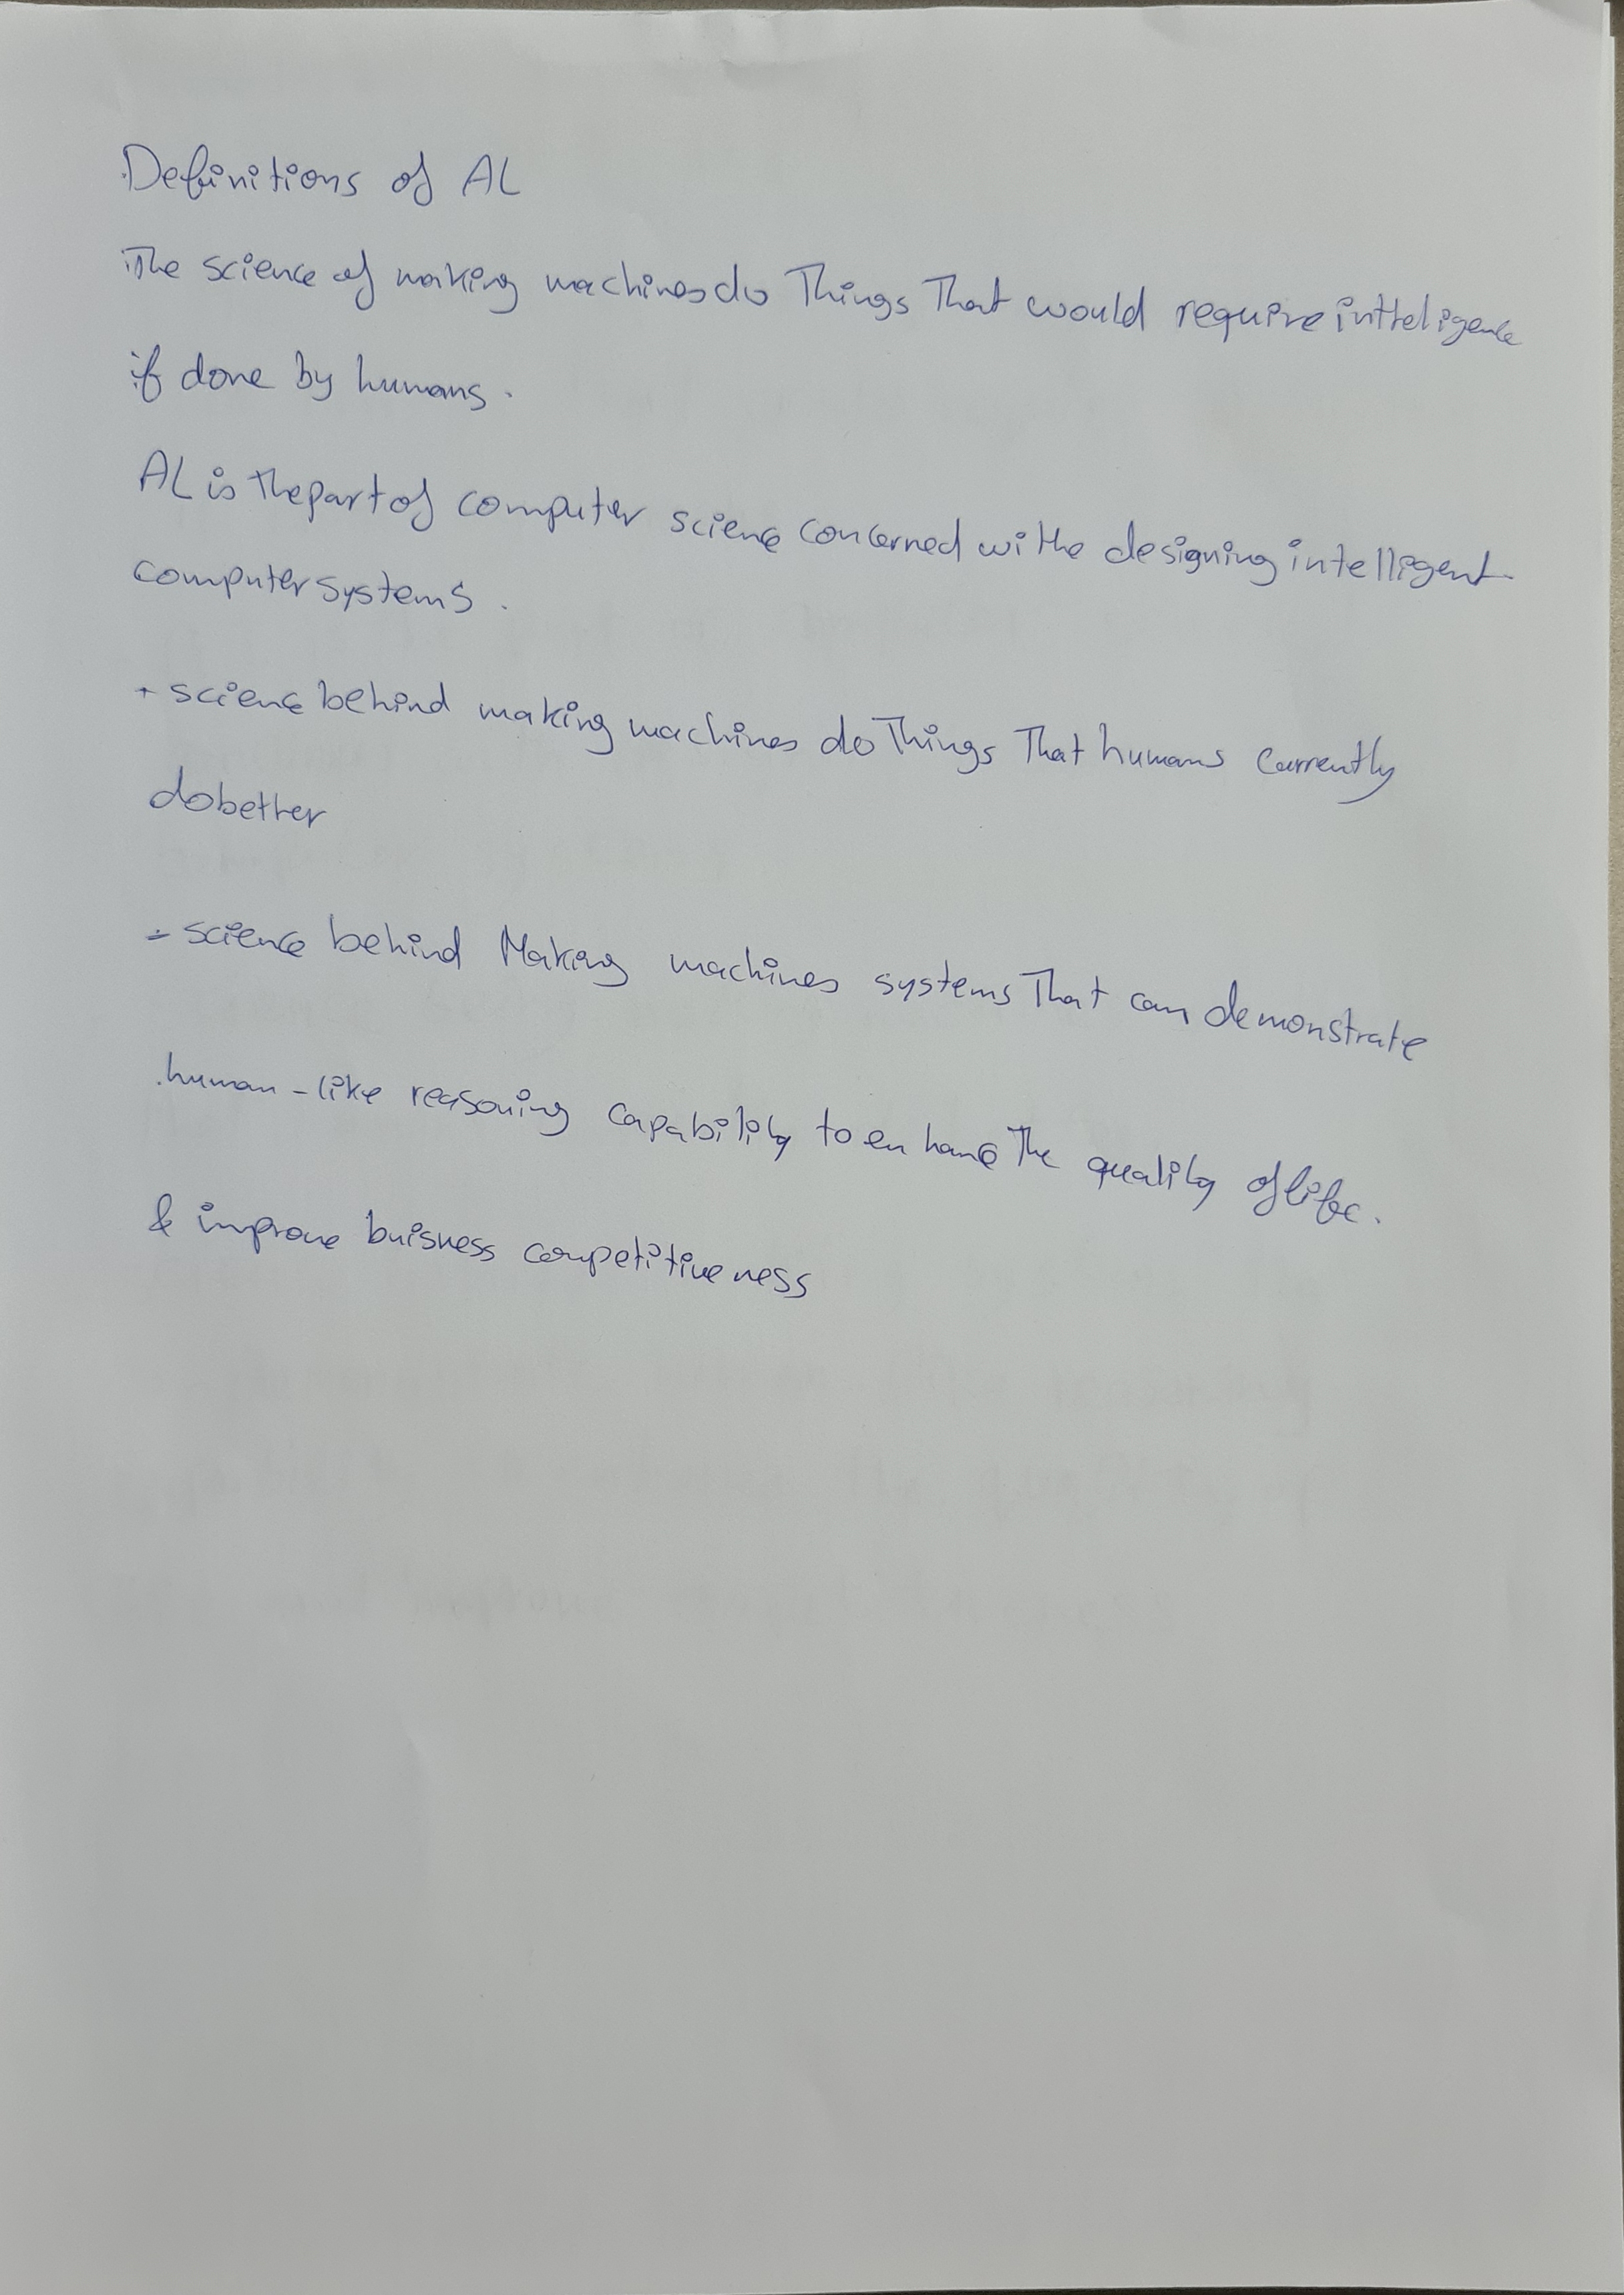 Definitions of AL
The science of making machines do Things That would require inteligence
if done by humans.
AL is The part of computer science concerned withe designing intelligent
computer systems.
+ science behind making machines do Things That humans currently
do better
- science behind Making machines systems That can demonstrate
human-like reasoning capability to enhance The quality of life.
& improve buisness competitiveness